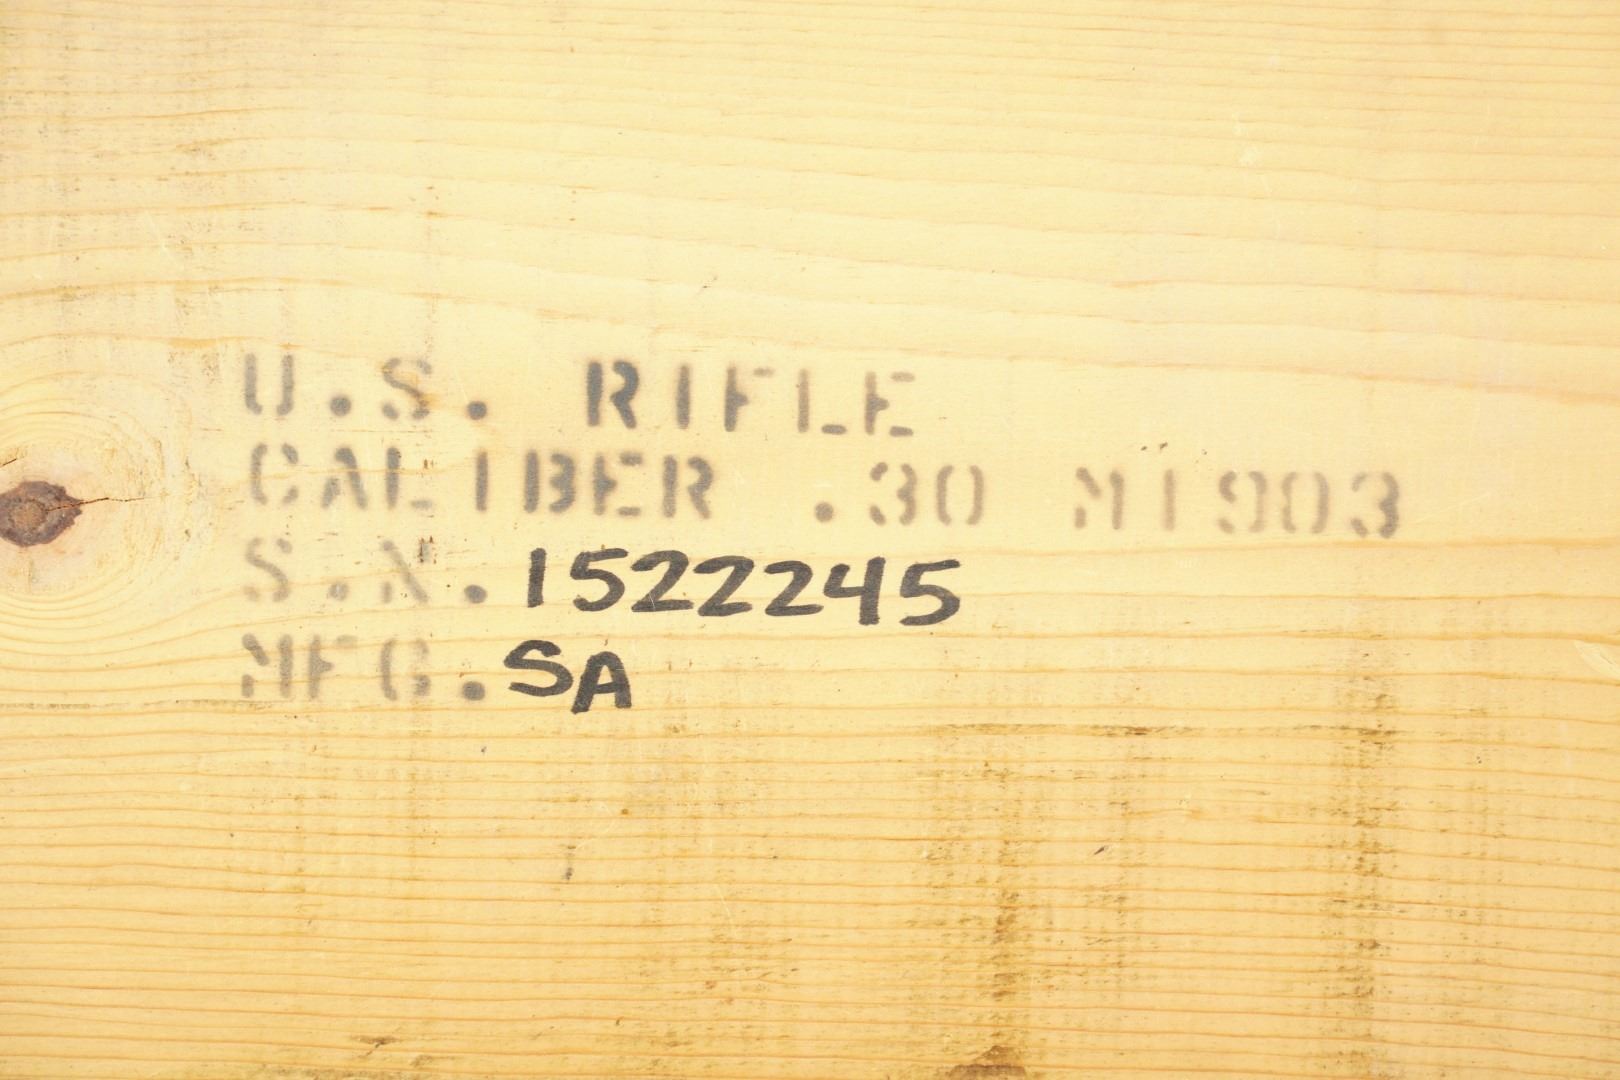 U.S. RIFLE
CALIBER .30 M1903
S.N. 1522245
MFG. SA